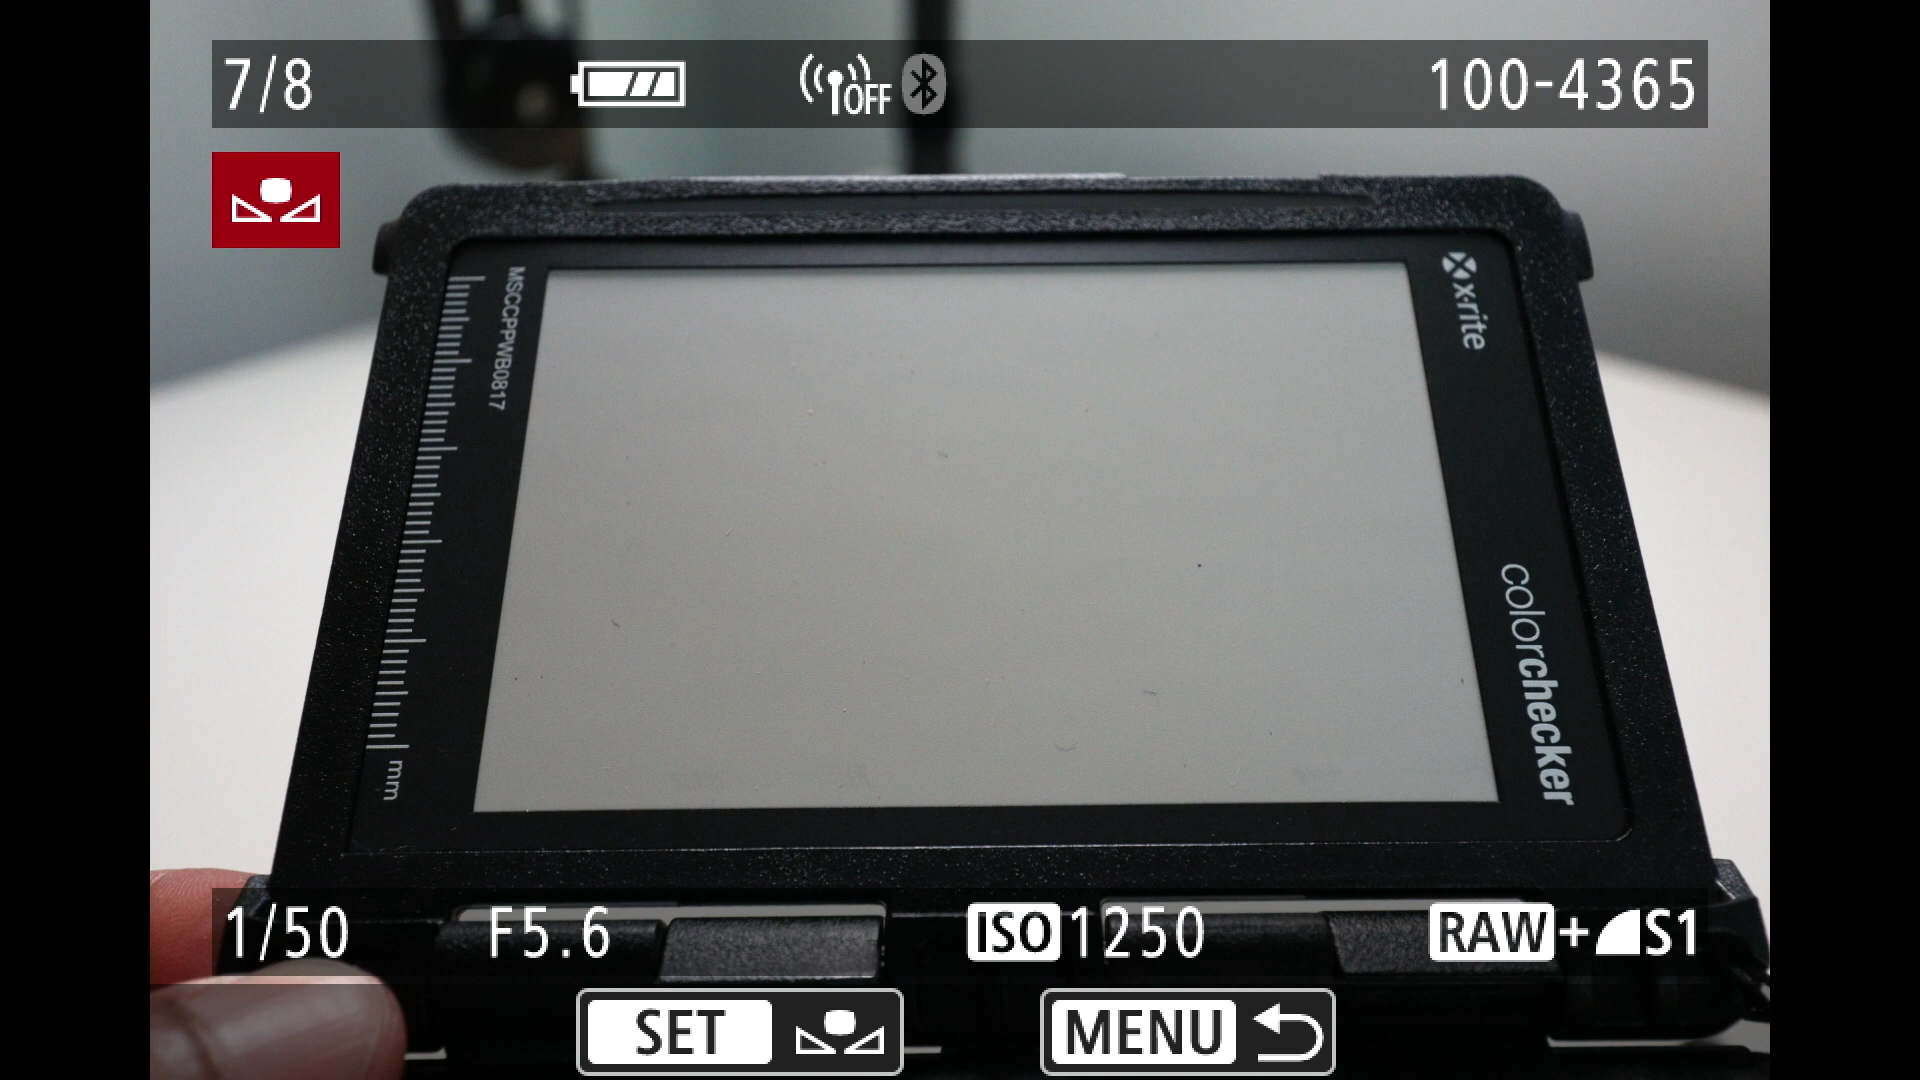 7/8
OFF
100-4365
x·rite
MSCCPPWB0817
colorchecker
mm
1/50
F5.6
ISO 1250
RAW+S1
SET
MENU